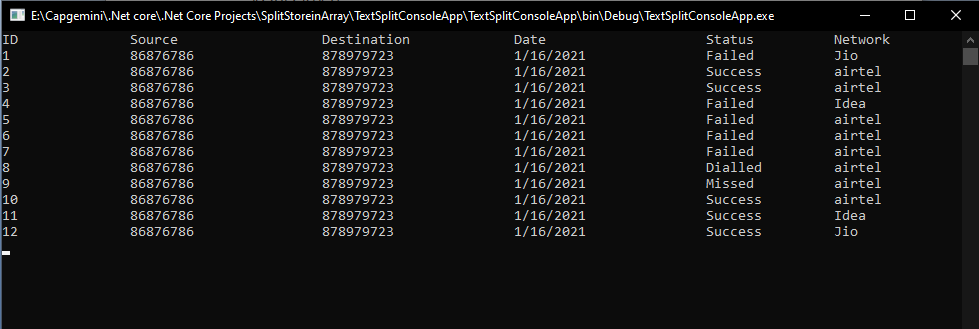 E:\Capgemini\.Net core\.Net Core Projects\SplitStoreinArray\TextSplitConsoleApp\TextSplitConsoleApp\bin\Debug\TextSplitConsoleApp.exe
ID Source Destination Date Status Network
1 86876786 878979723 1/16/2021 Failed Jio
2 86876786 878979723 1/16/2021 Success airtel
3 86876786 878979723 1/16/2021 Success airtel
4 86876786 878979723 1/16/2021 Failed Idea
5 86876786 878979723 1/16/2021 Failed airtel
6 86876786 878979723 1/16/2021 Failed airtel
7 86876786 878979723 1/16/2021 Failed airtel
8 86876786 878979723 1/16/2021 Dialled airtel
9 86876786 878979723 1/16/2021 Missed airtel
10 86876786 878979723 1/16/2021 Success airtel
11 86876786 878979723 1/16/2021 Success Idea
12 86876786 878979723 1/16/2021 Success Jio